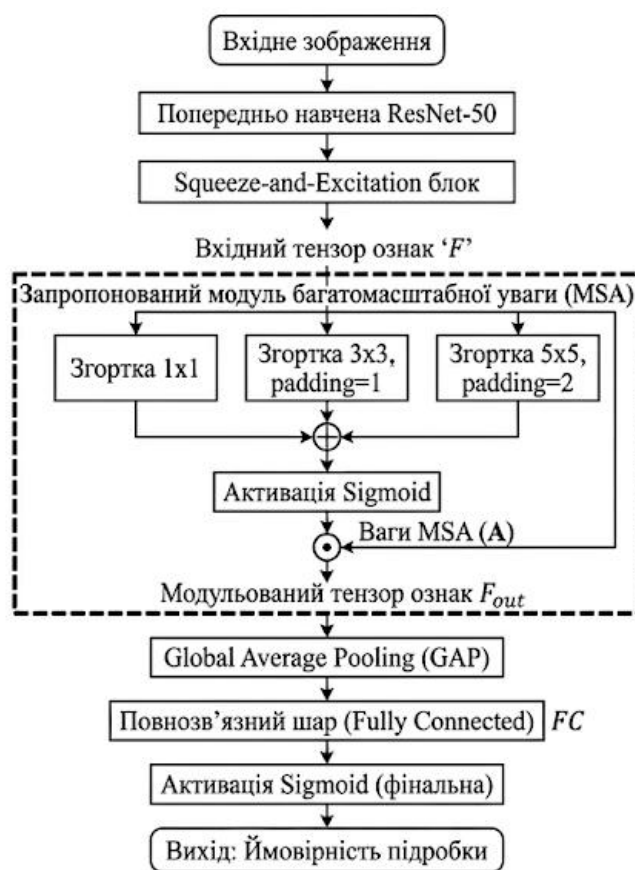 Вхідне зображення
Попередньо навчена ResNet-50
Squeeze-and-Excitation блок
Вхідний тензор ознак ‘F’
Запропонований модуль багатомасштабної уваги (MSA)
Згортка 1x1
Згортка 3x3,
padding=1
Згортка 5x5,
padding=2
Активація Sigmoid
Ваги MSA (A)
Модульований тензор ознак F_out
Global Average Pooling (GAP)
Повнозв’язний шар (Fully Connected) FC
Активація Sigmoid (фінальна)
Вихід: Ймовірність підробки